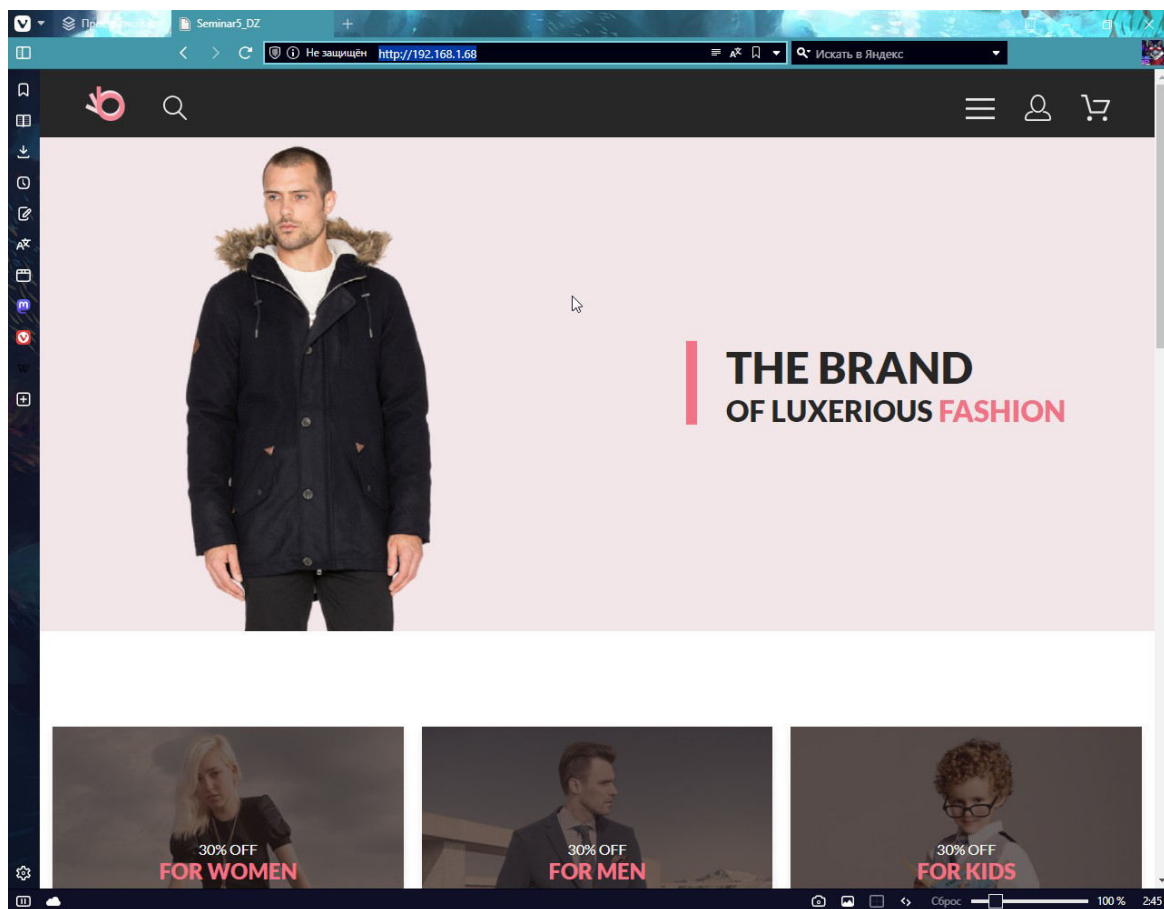 Seminar5_DZ
Не защищён http://192.168.1.68
Искать в Яндекс
THE BRAND
OF LUXERIOUS FASHION
30% OFF
FOR WOMEN
30% OFF
FOR MEN
30% OFF
FOR KIDS
Сброс
100 %
2:45